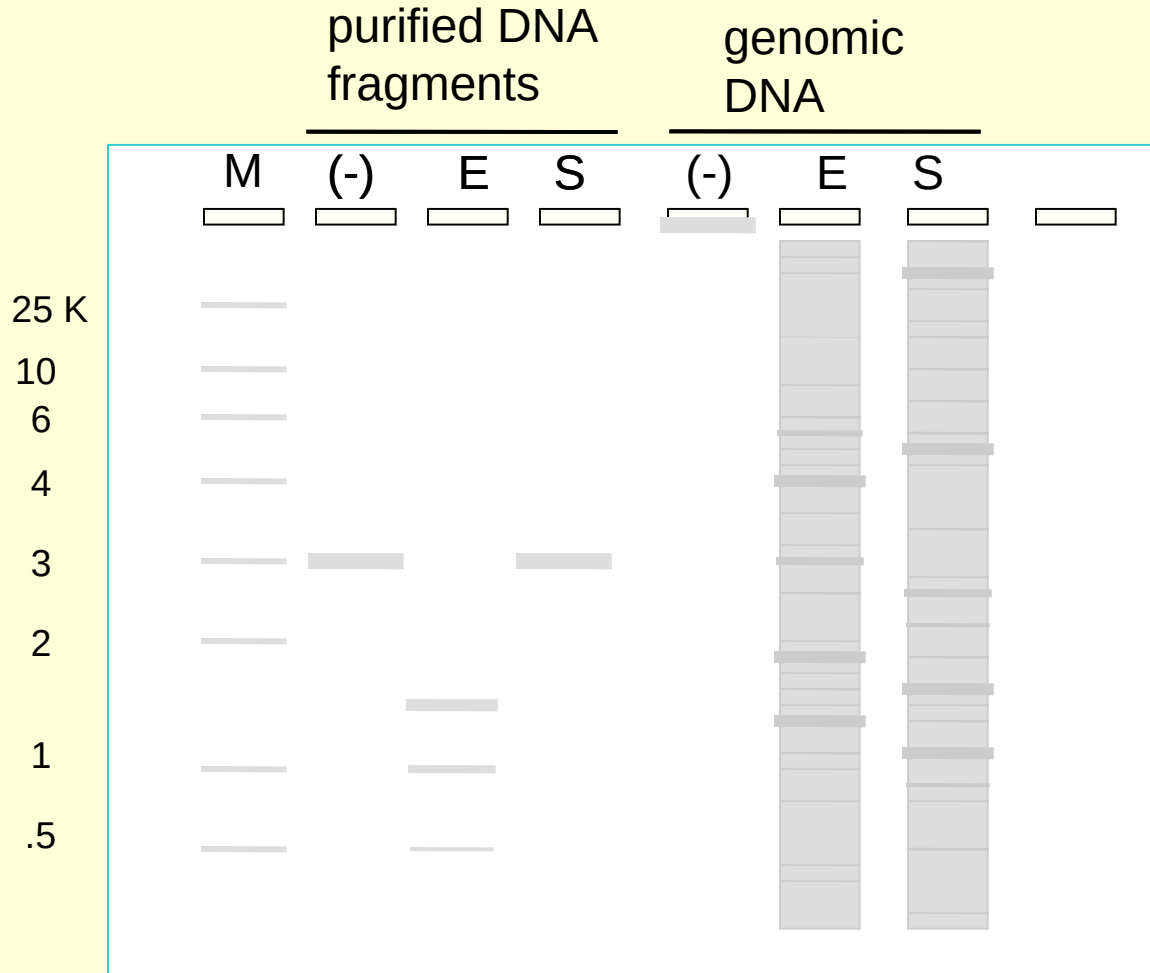 purified DNA
fragments
genomic
DNA
M (-) E S (-) E S
25 K
10
6
4
3
2
1
.5